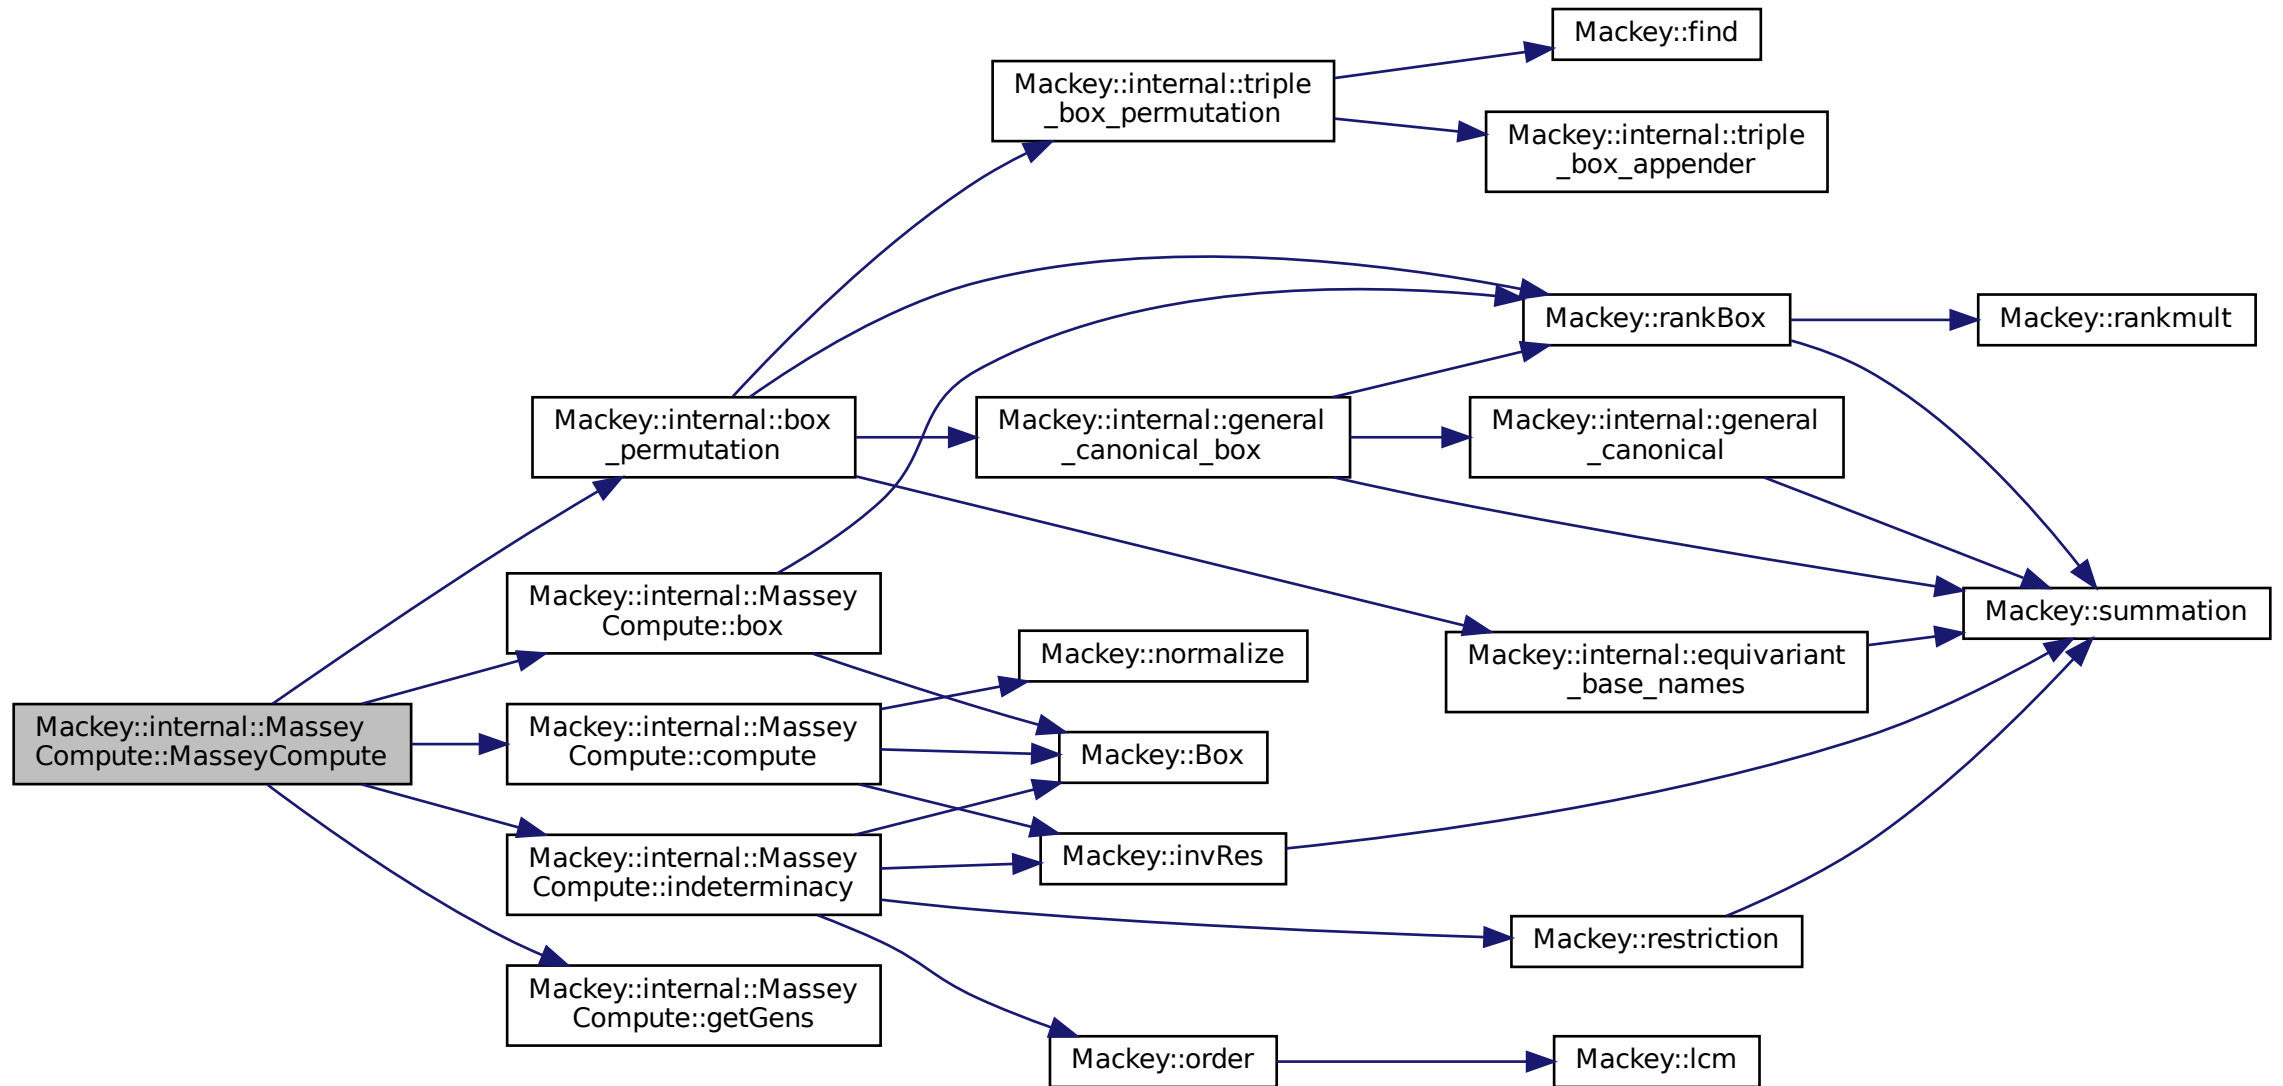 Mackey::find
Mackey::internal::triple
_box_permutation
Mackey::internal::triple
_box_appender
Mackey::rankBox
Mackey::rankmult
Mackey::internal::box
_permutation
Mackey::internal::general
_canonical_box
Mackey::internal::general
_canonical
Mackey::internal::Massey
Compute::box
Mackey::summation
Mackey::normalize
Mackey::internal::equivariant
_base_names
Mackey::internal::Massey
Compute::MasseyCompute
Mackey::internal::Massey
Compute::compute
Mackey::Box
Mackey::internal::Massey
Compute::indeterminacy
Mackey::invRes
Mackey::restriction
Mackey::internal::Massey
Compute::getGens
Mackey::order
Mackey::lcm